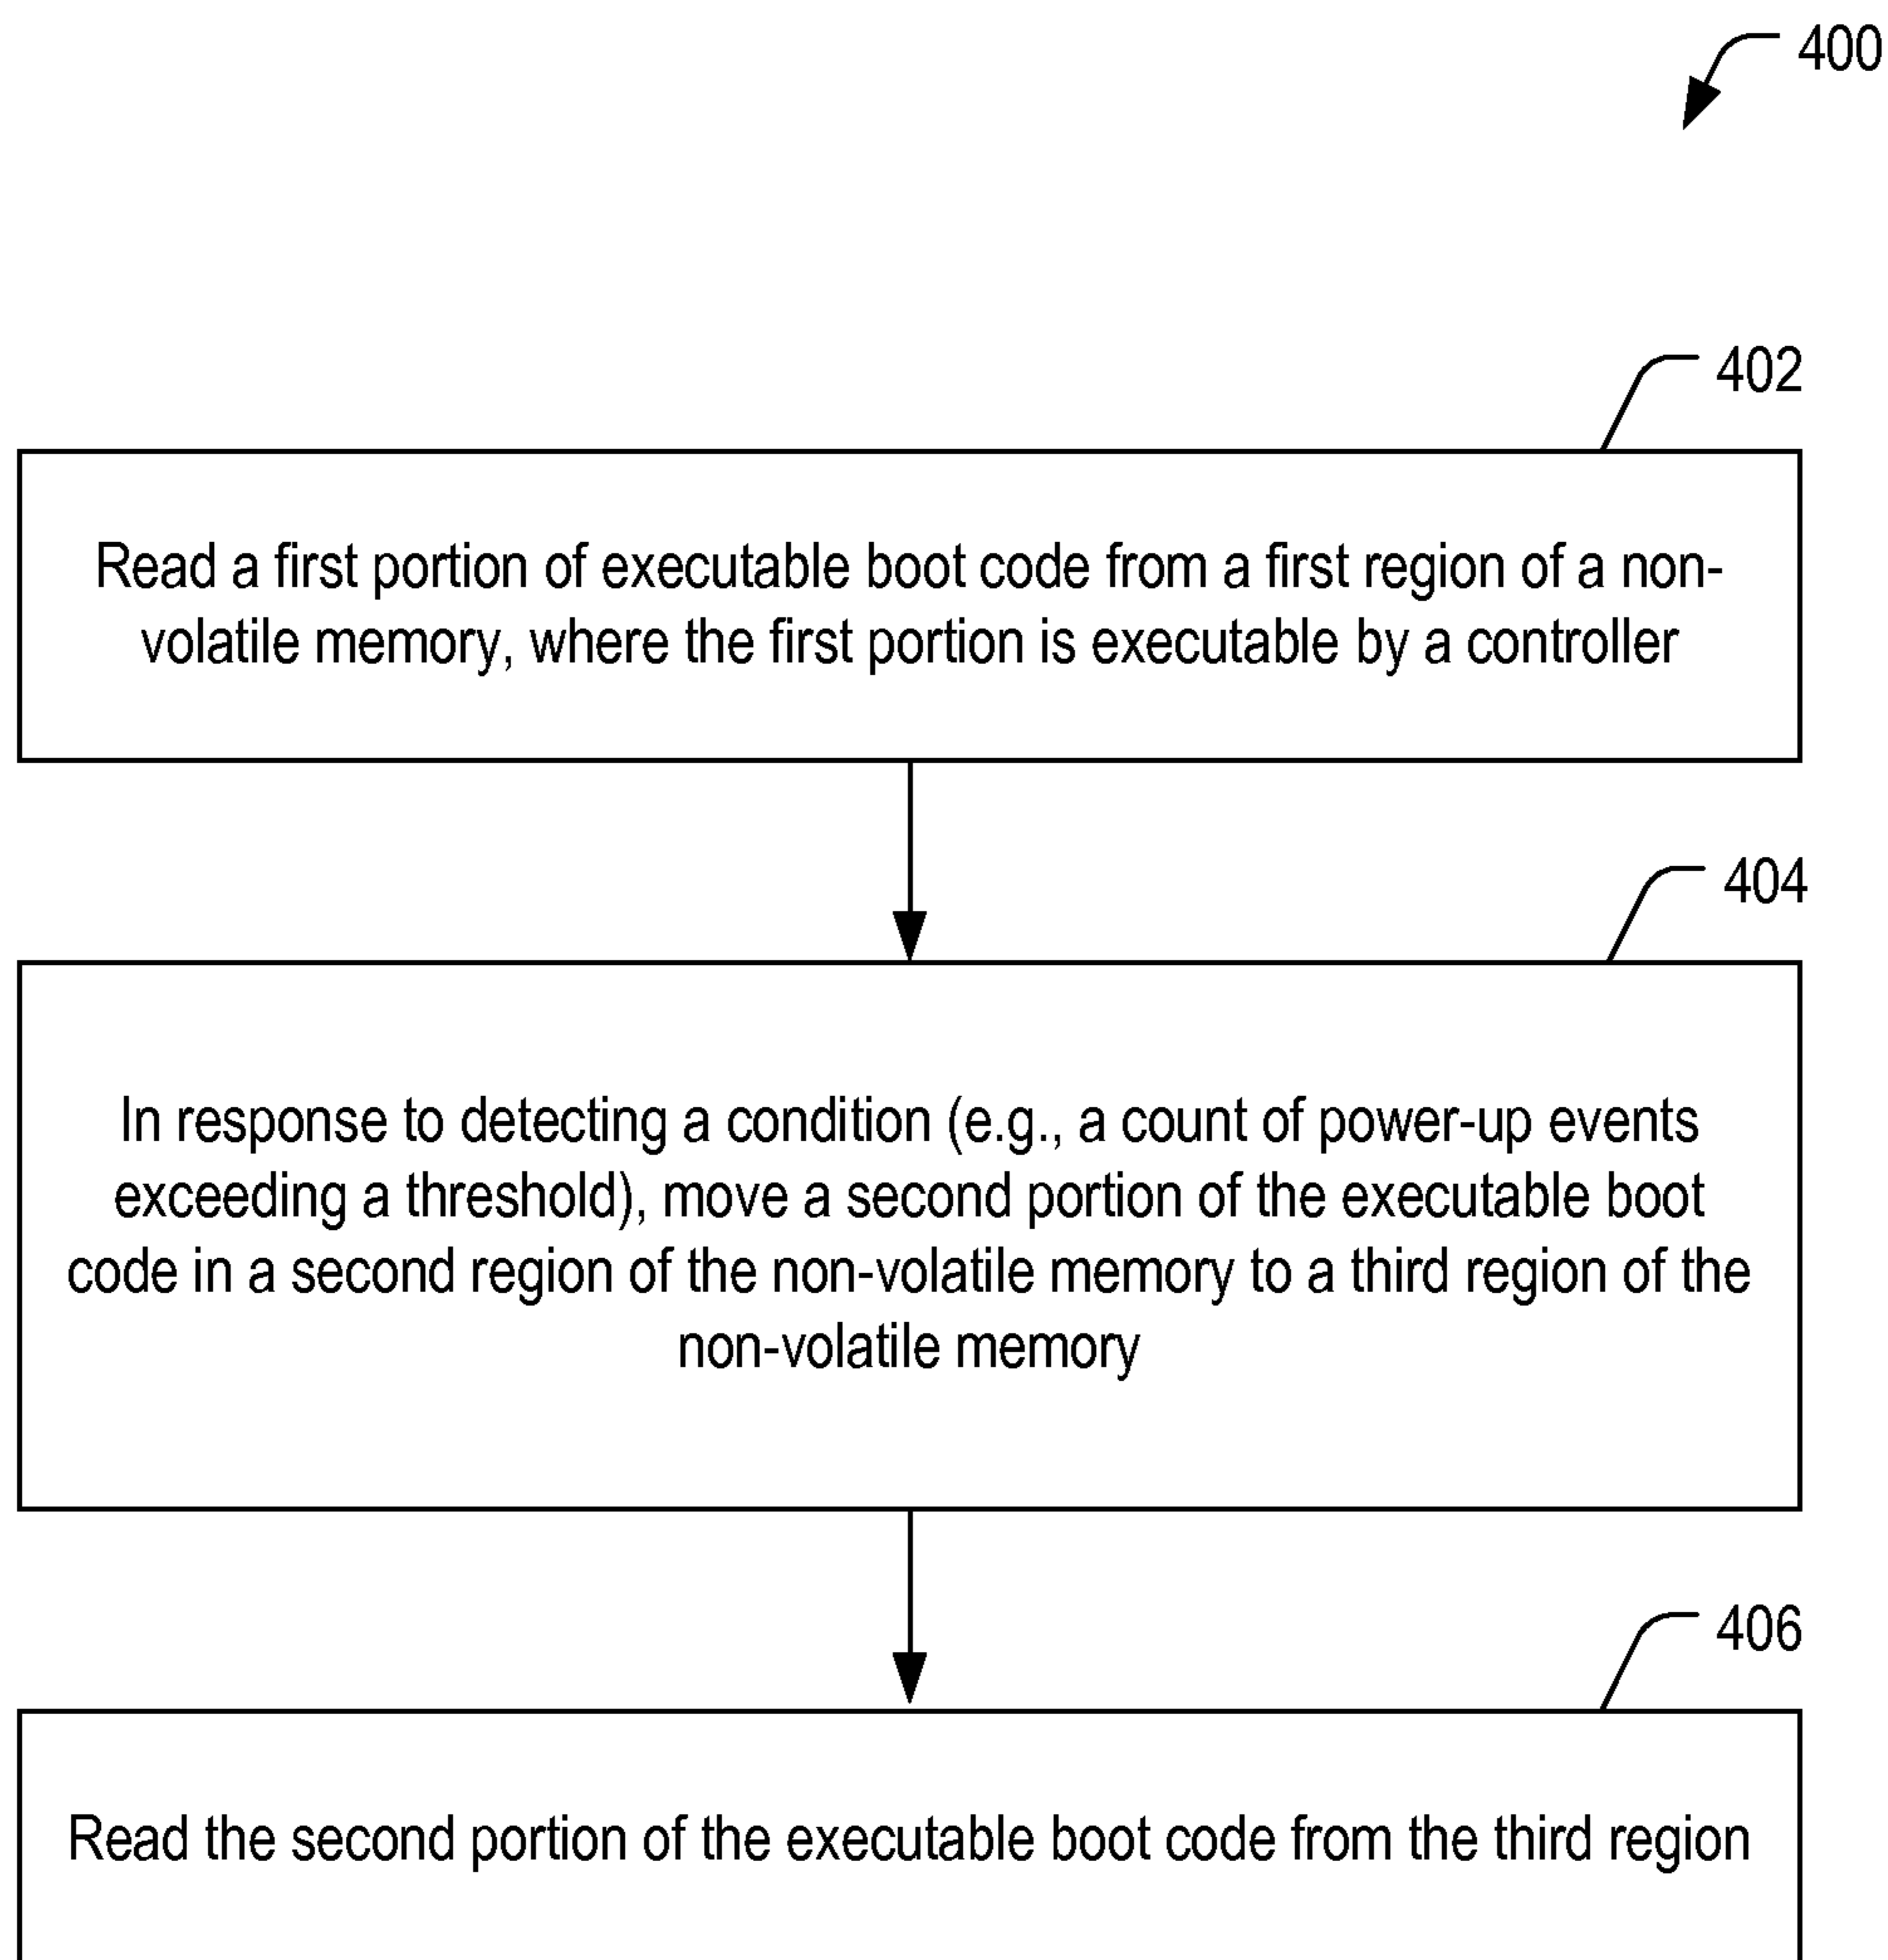 400
402
Read a first portion of executable boot code from a first region of a non-
volatile memory, where the first portion is executable by a controller
404
In response to detecting a condition (e.g., a count of power-up events
exceeding a threshold), move a second portion of the executable boot
code in a second region of the non-volatile memory to a third region of the
non-volatile memory
406
Read the second portion of the executable boot code from the third region